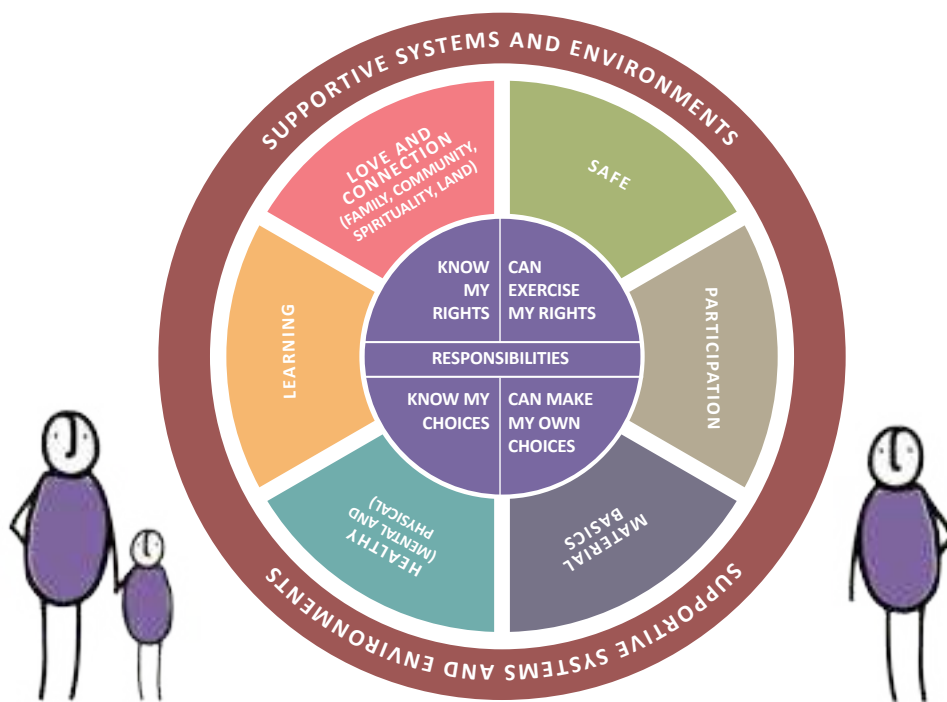 SUPPORTIVE SYSTEMS AND ENVIRONMENTS
LOVE AND
CONNECTION
(FAMILY, COMMUNITY,
SPIRITUALITY, LAND)
SAFE
PARTICIPATION
MATERIAL
BASICS
HEALTHY
(MENTAL AND
PHYSICAL)
LEARNING
KNOW
MY
RIGHTS
CAN
EXERCISE
MY RIGHTS
RESPONSIBILITIES
KNOW MY
CHOICES
CAN MAKE
MY OWN
CHOICES
SUPPORTIVE SYSTEMS AND ENVIRONMENTS